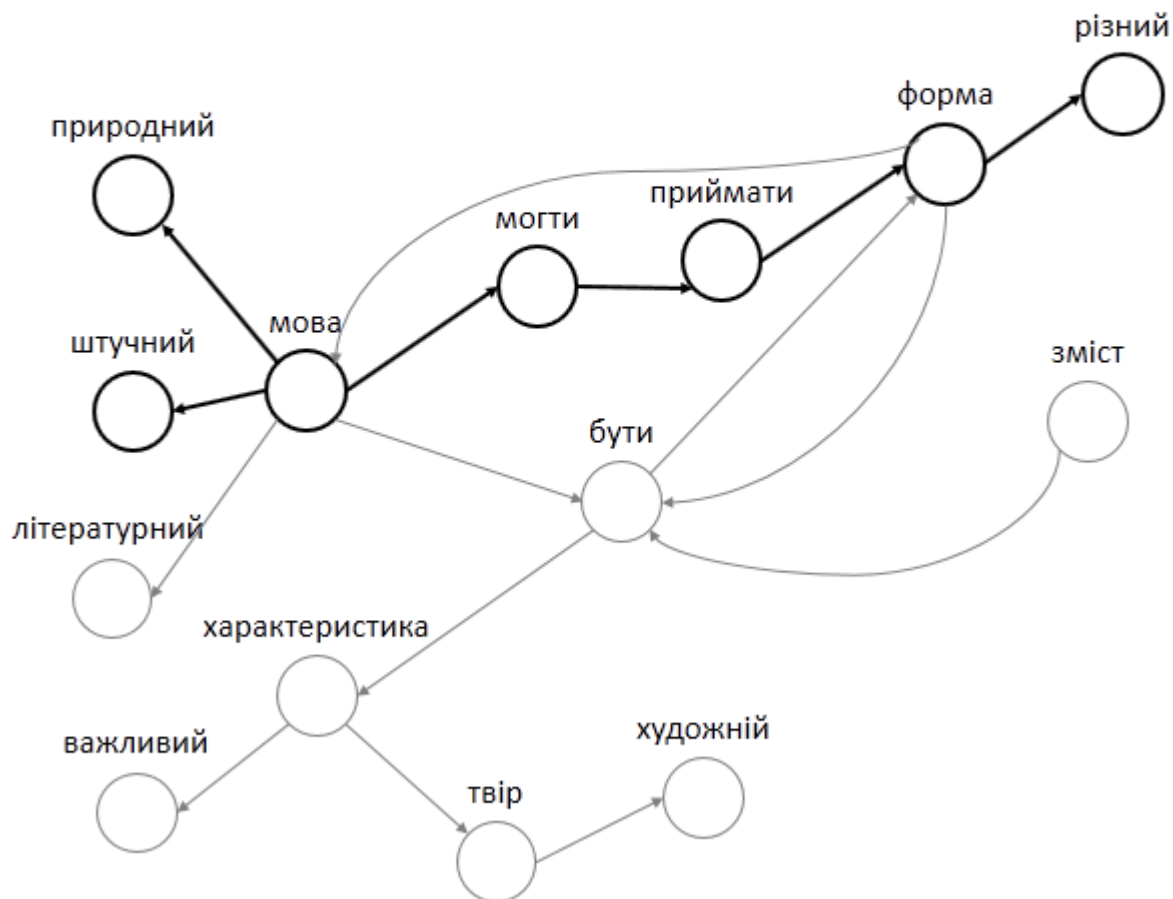 різний
форма
природний
приймати
могти
мова
штучний
зміст
бути
літературний
характеристика
художній
важливий
твір